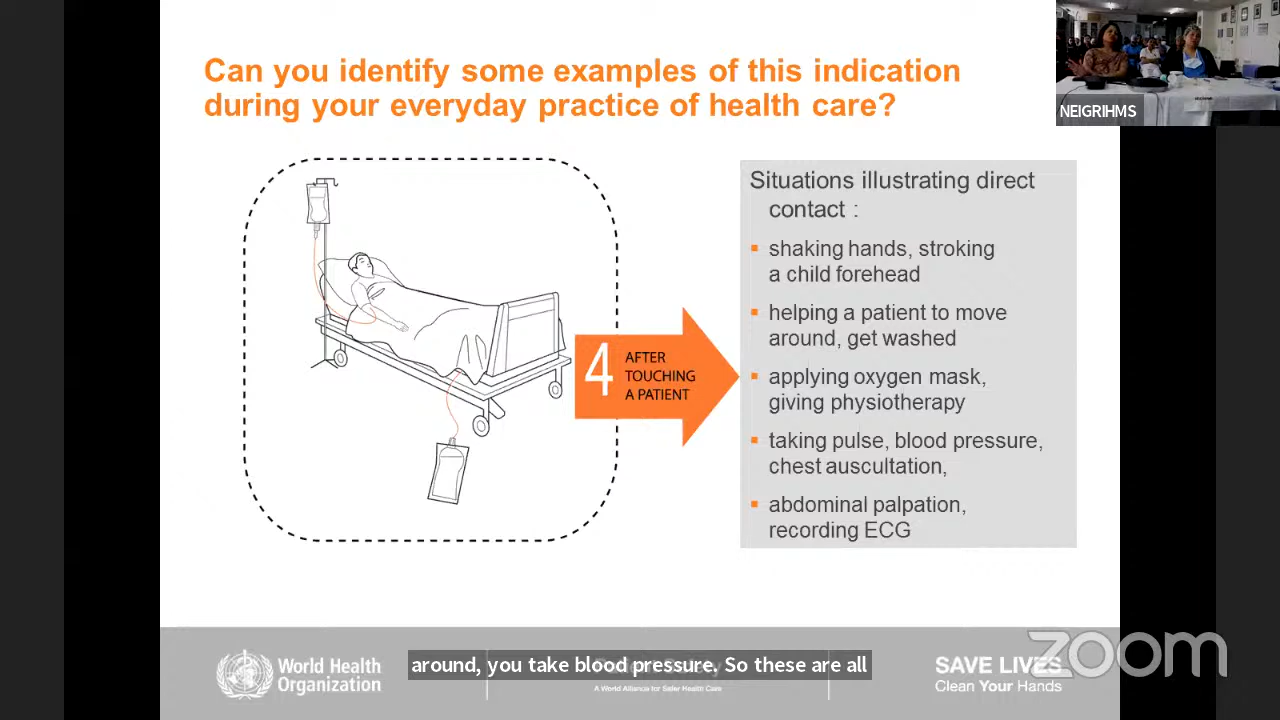 Can you identify some examples of this indication
during your everyday practice of health care?
NEIGRIHMS
Situations illustrating direct
contact :
shaking hands, stroking
a child forehead
helping a patient to move
around, get washed
applying oxygen mask,
giving physiotherapy
taking pulse, blood pressure,
chest auscultation,
abdominal palpation,
recording ECG
4
AFTER
TOUCHING
A PATIENT
World Health
Organization
around, you take blood pressure. So these are all
A World Alliance for Safer Health Care
SAVE LIVES
Clean Your Hands
zoom